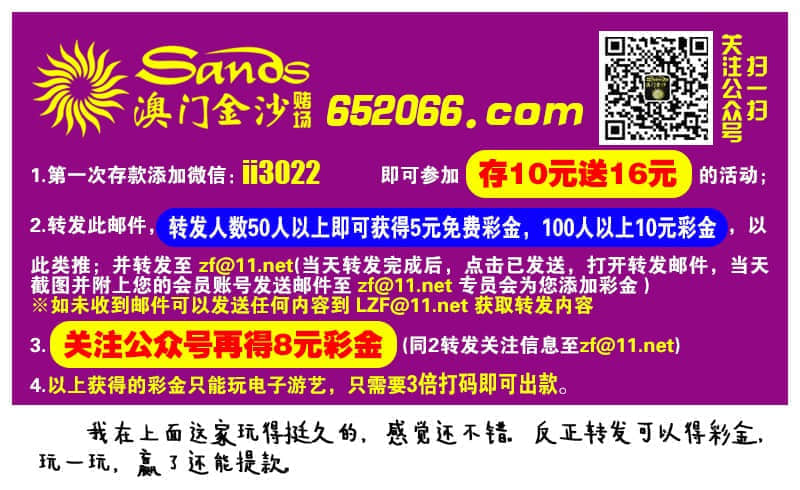 Sands
澳门金沙赌场 652066.com
扫一扫
关注公众号
1.第一次存款添加微信：ii3022 即可参加 存10元送16元 的活动；
2.转发此邮件，转发人数50人以上即可获得5元免费彩金，100人以上10元彩金，以
此类推；并转发至 zf@11.net(当天转发完成后，点击已发送，打开转发邮件，当天
截图并附上您的会员账号发送邮件至 zf@11.net 专员会为您添加彩金 )
※如未收到邮件可以发送任何内容到 LZF@11.net 获取转发内容
3. 关注公众号再得8元彩金 (同2转发关注信息至zf@11.net)
4.以上获得的彩金只能玩电子游艺，只需要3倍打码即可出款。
我在上面这家玩得挺久的，感觉还不错．反正转发可以得彩金，
玩一玩，赢了还能提款．